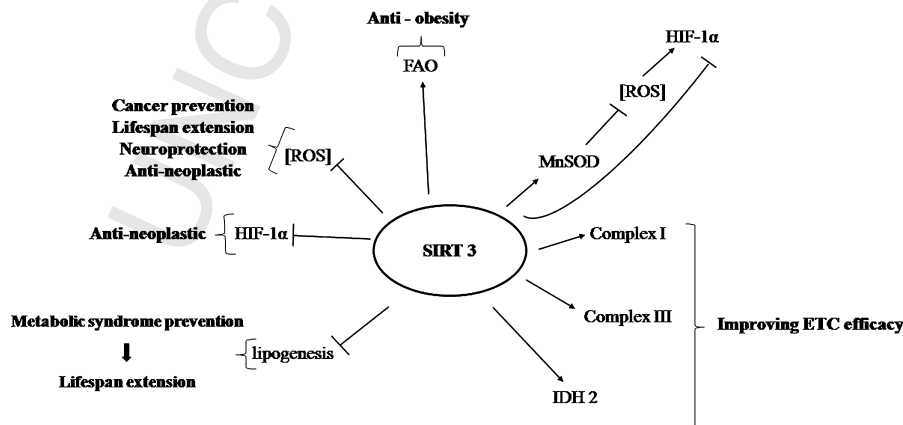 Anti - obesity
FAO
HIF-1α
[ROS]
MnSOD
Cancer prevention
Lifespan extension
Neuroprotection
Anti-neoplastic
[ROS]
Anti-neoplastic
HIF-1α
SIRT 3
Complex I
Complex III
IDH 2
Improving ETC efficacy
Metabolic syndrome prevention
Lifespan extension
lipogenesis
UNC